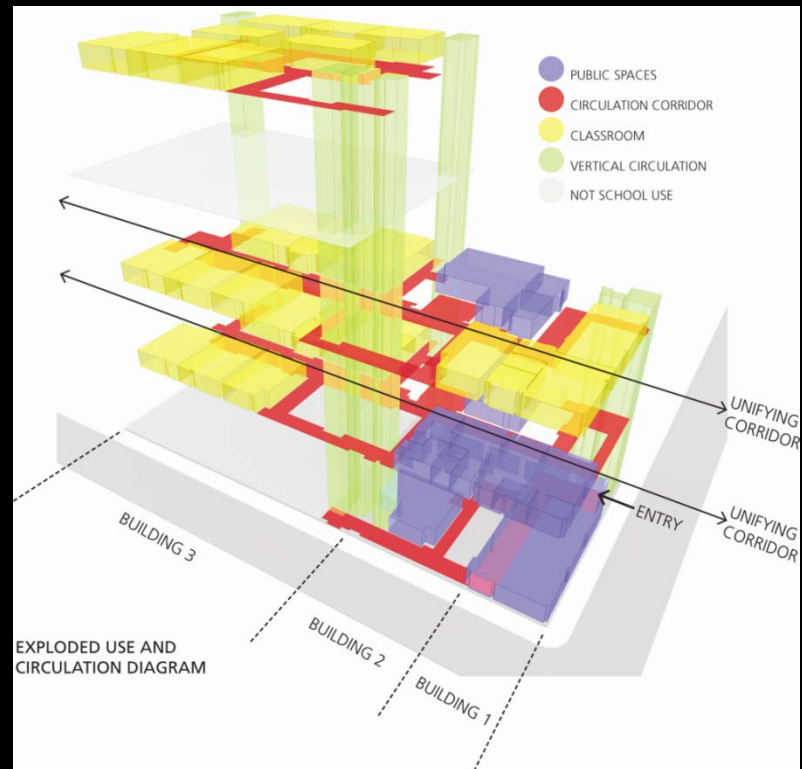 PUBLIC SPACES
CIRCULATION CORRIDOR
CLASSROOM
VERTICAL CIRCULATION
NOT SCHOOL USE
UNIFYING
CORRIDOR
ENTRY
UNIFYING
CORRIDOR
BUILDING 3
BUILDING 2
BUILDING 1
EXPLODED USE AND
CIRCULATION DIAGRAM